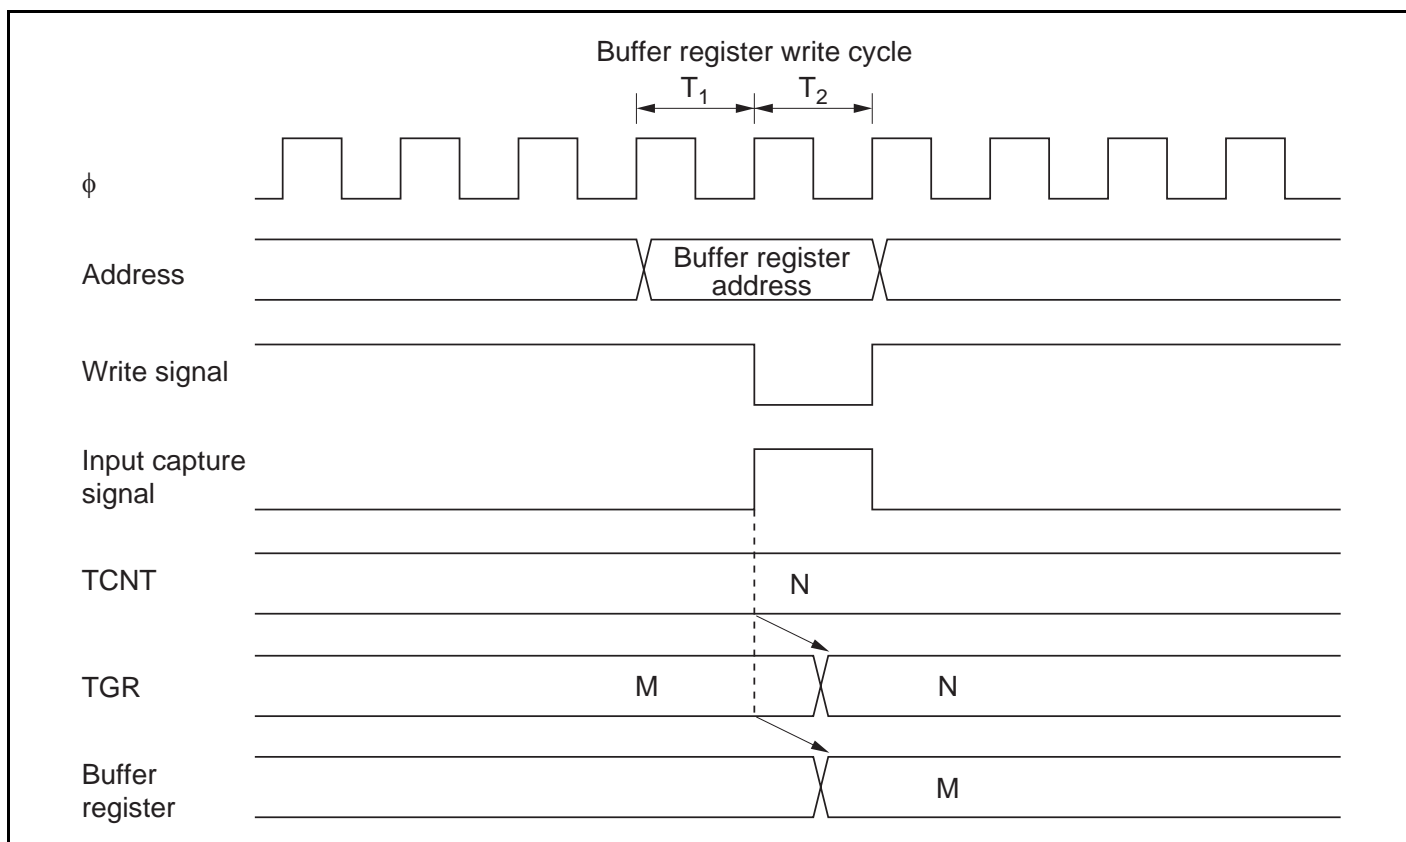 Buffer register write cycle
T1 T2
ϕ
Address
Buffer register
address
Write signal
Input capture
signal
TCNT
N
TGR
M N
Buffer
register
M